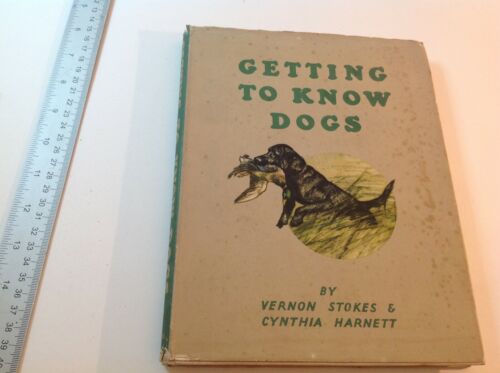 GETTING
TO KNOW
DOGS
BY
VERNON STOKES &
CYNTHIA HARNETT